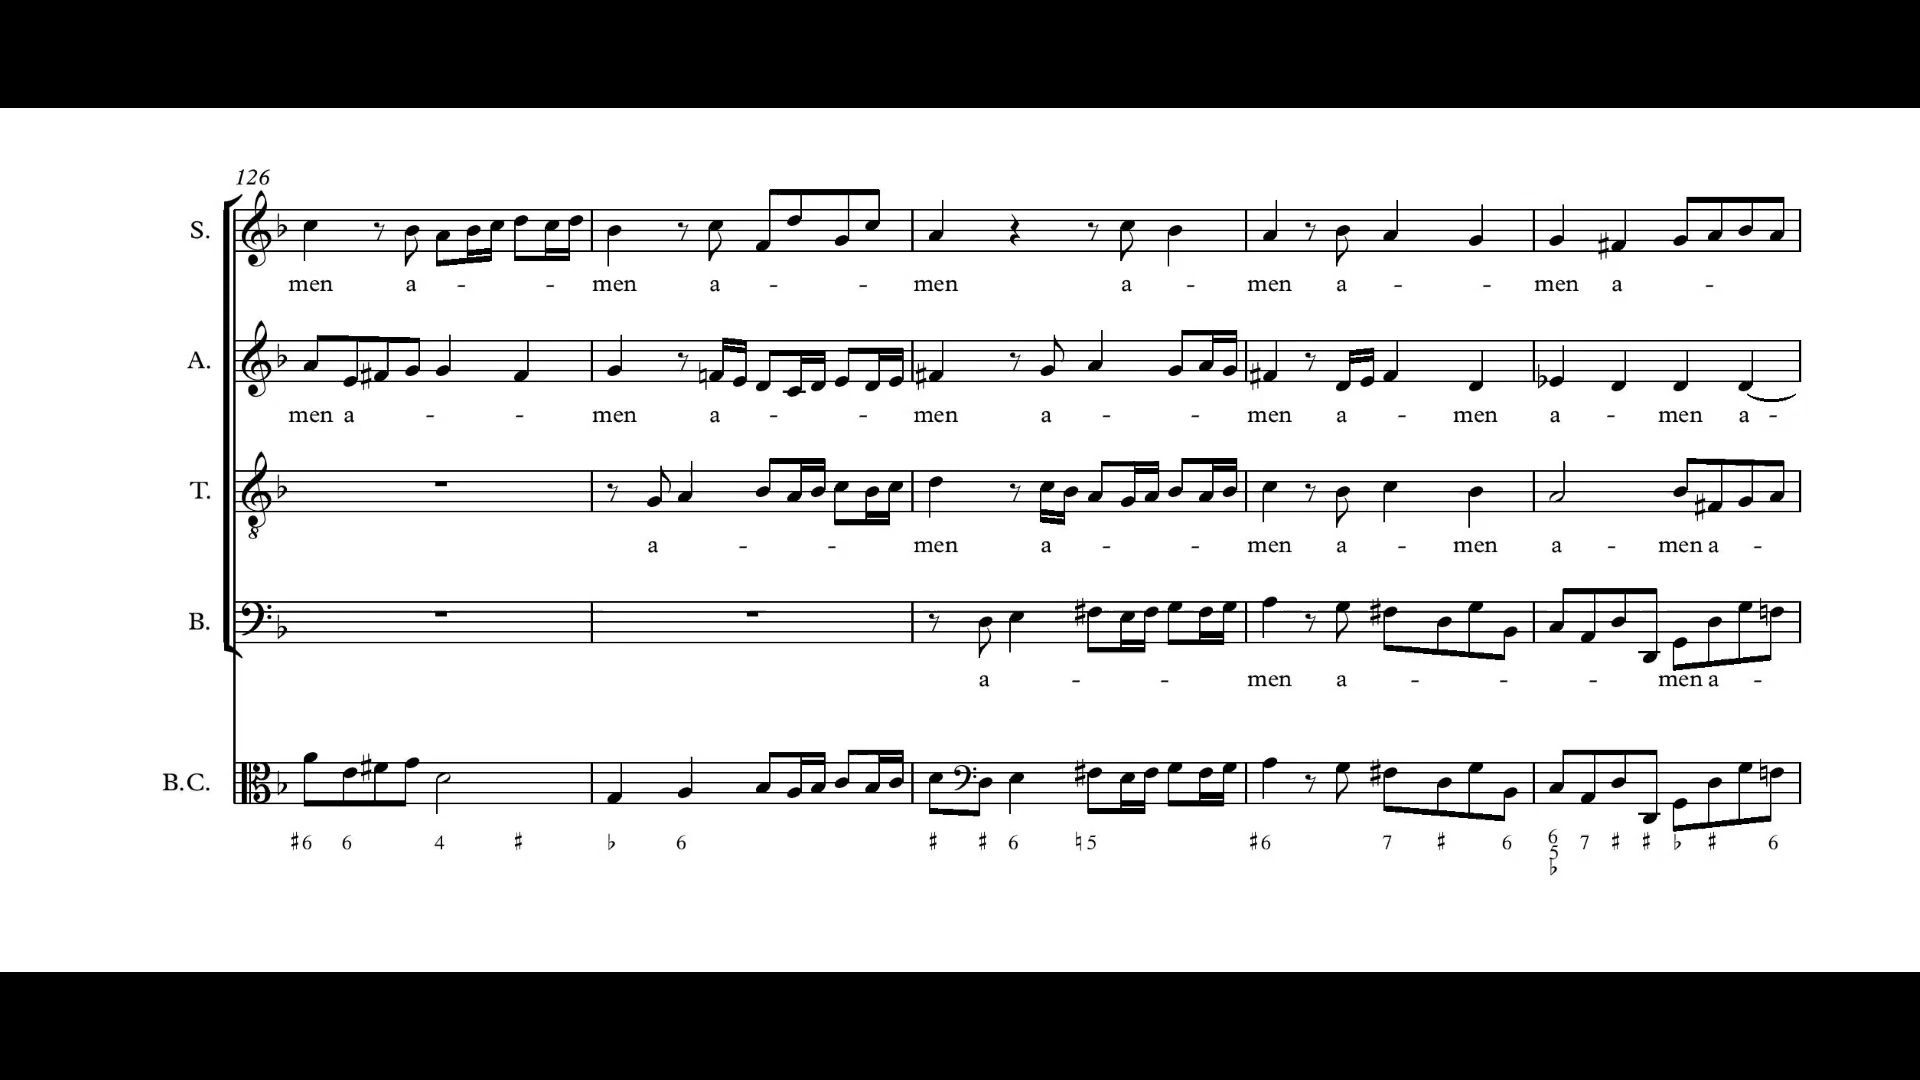 126
S.
men a - - men a - - men a - men a - - men a -
A.
men a - - men a - - men a - - men a - men a - men a -
T.
a - - men a - - men a - men a - men a -
B.
a - - men a - - - men a -
B.C.
♯6 6 4 ♯ ♭ 6 ♯ ♯ 6 ♮5 ♯6 7 ♯ 6 6 7 ♯ ♯ ♭ ♯ 6
5
♭